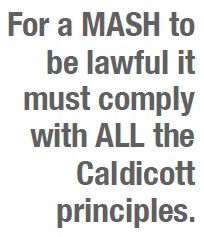 For a MASH to
be lawful it
must comply
with ALL the
Caldicott
principles.